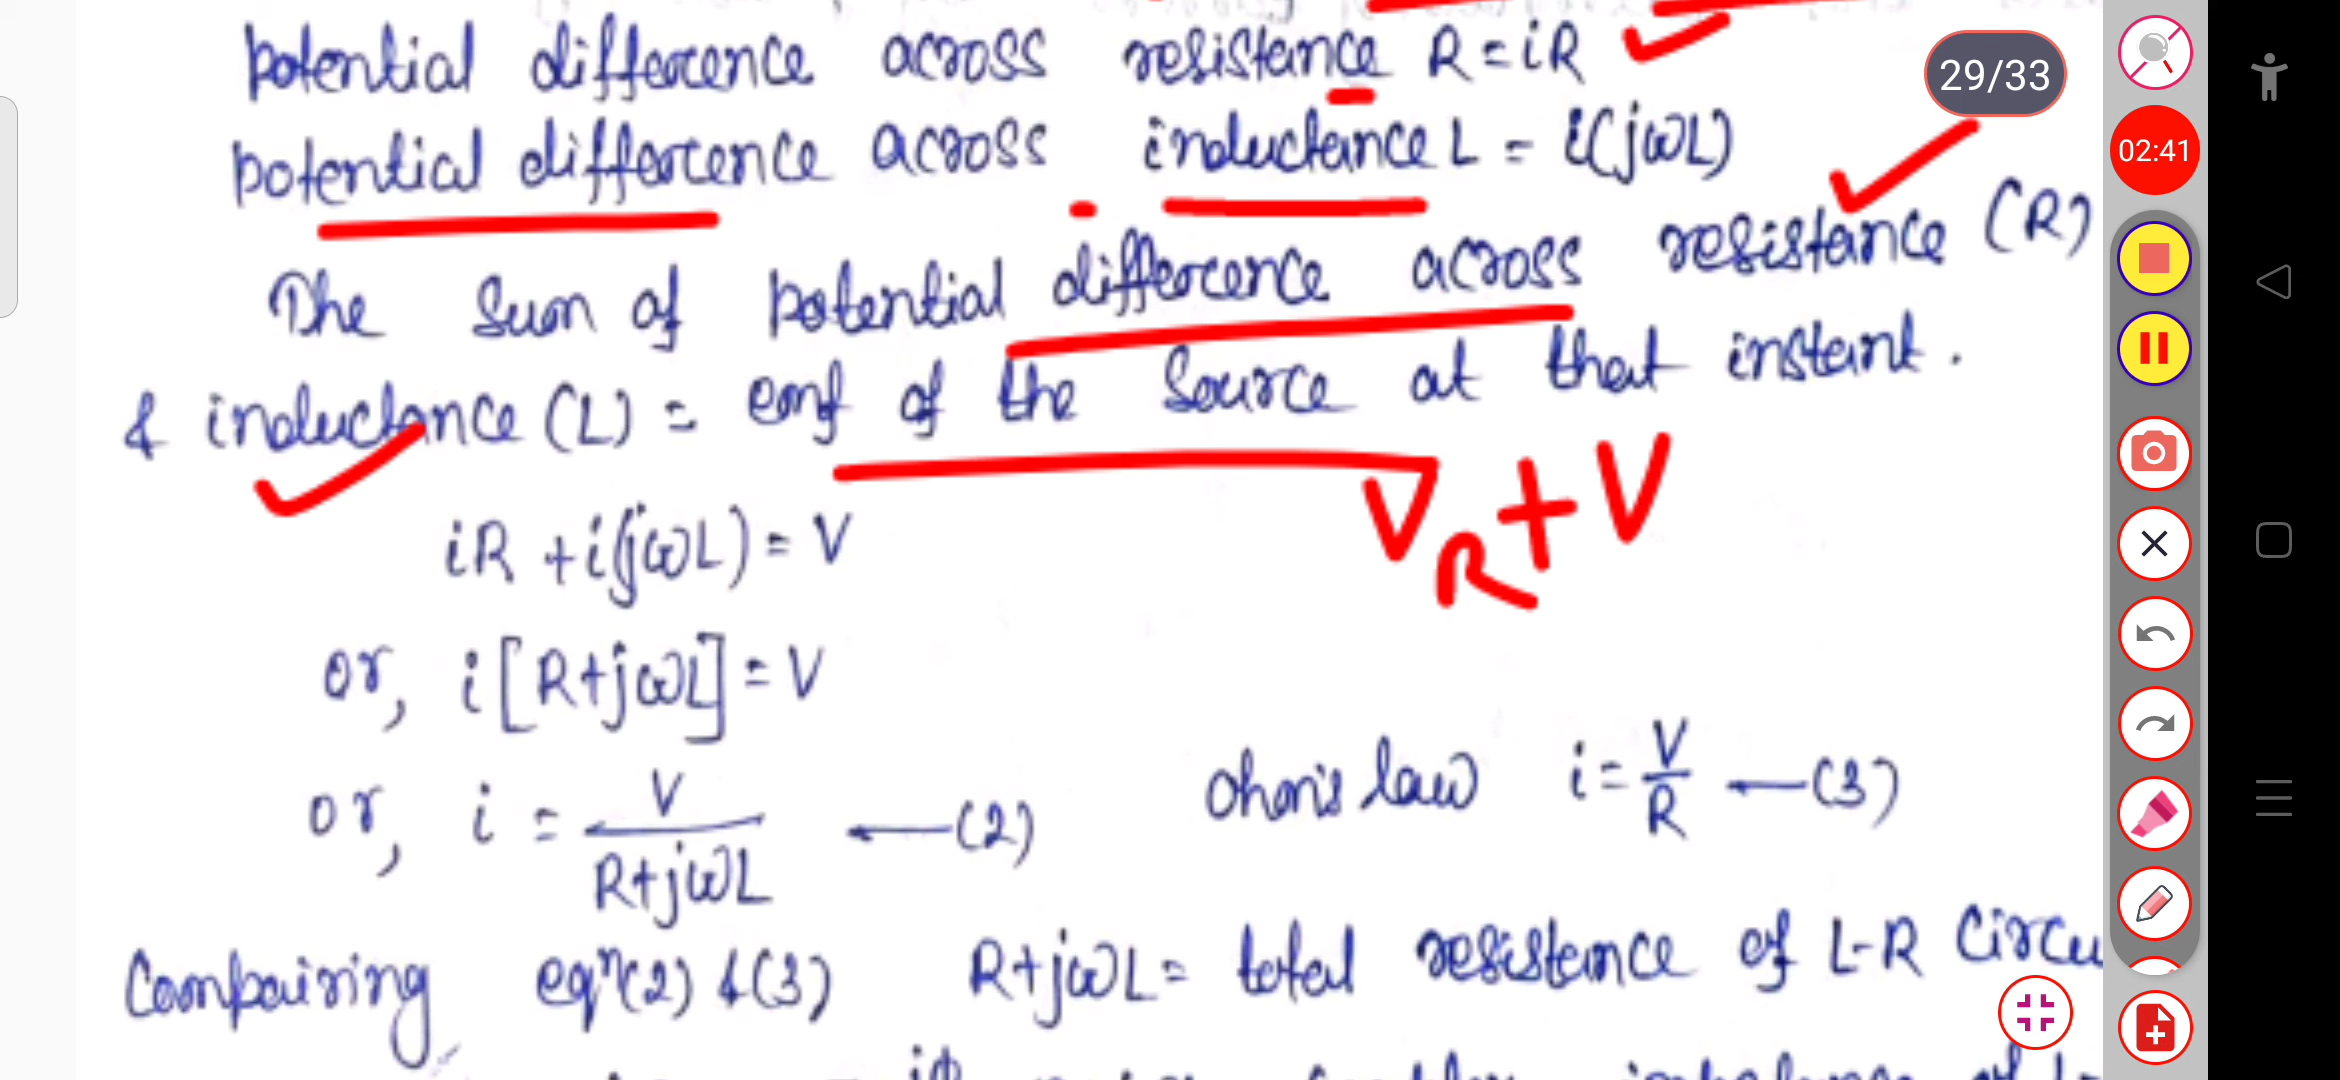 potential difference across resistance R = iR
29/33
potential difference across inductance L = i(jωL)
02:41
The Sum of potential difference across resistance (R)
& inductance (L) = emf of the Source at that instant.
V_R + V
iR + i(jωL) = V
or, i[R+jωL] = V
or, i = V/(R+jωL) —(2) ohm's law i = V/R —(3)
Compairing eqⁿ(2) &(3) R+jωL = total resistance of L-R Circu